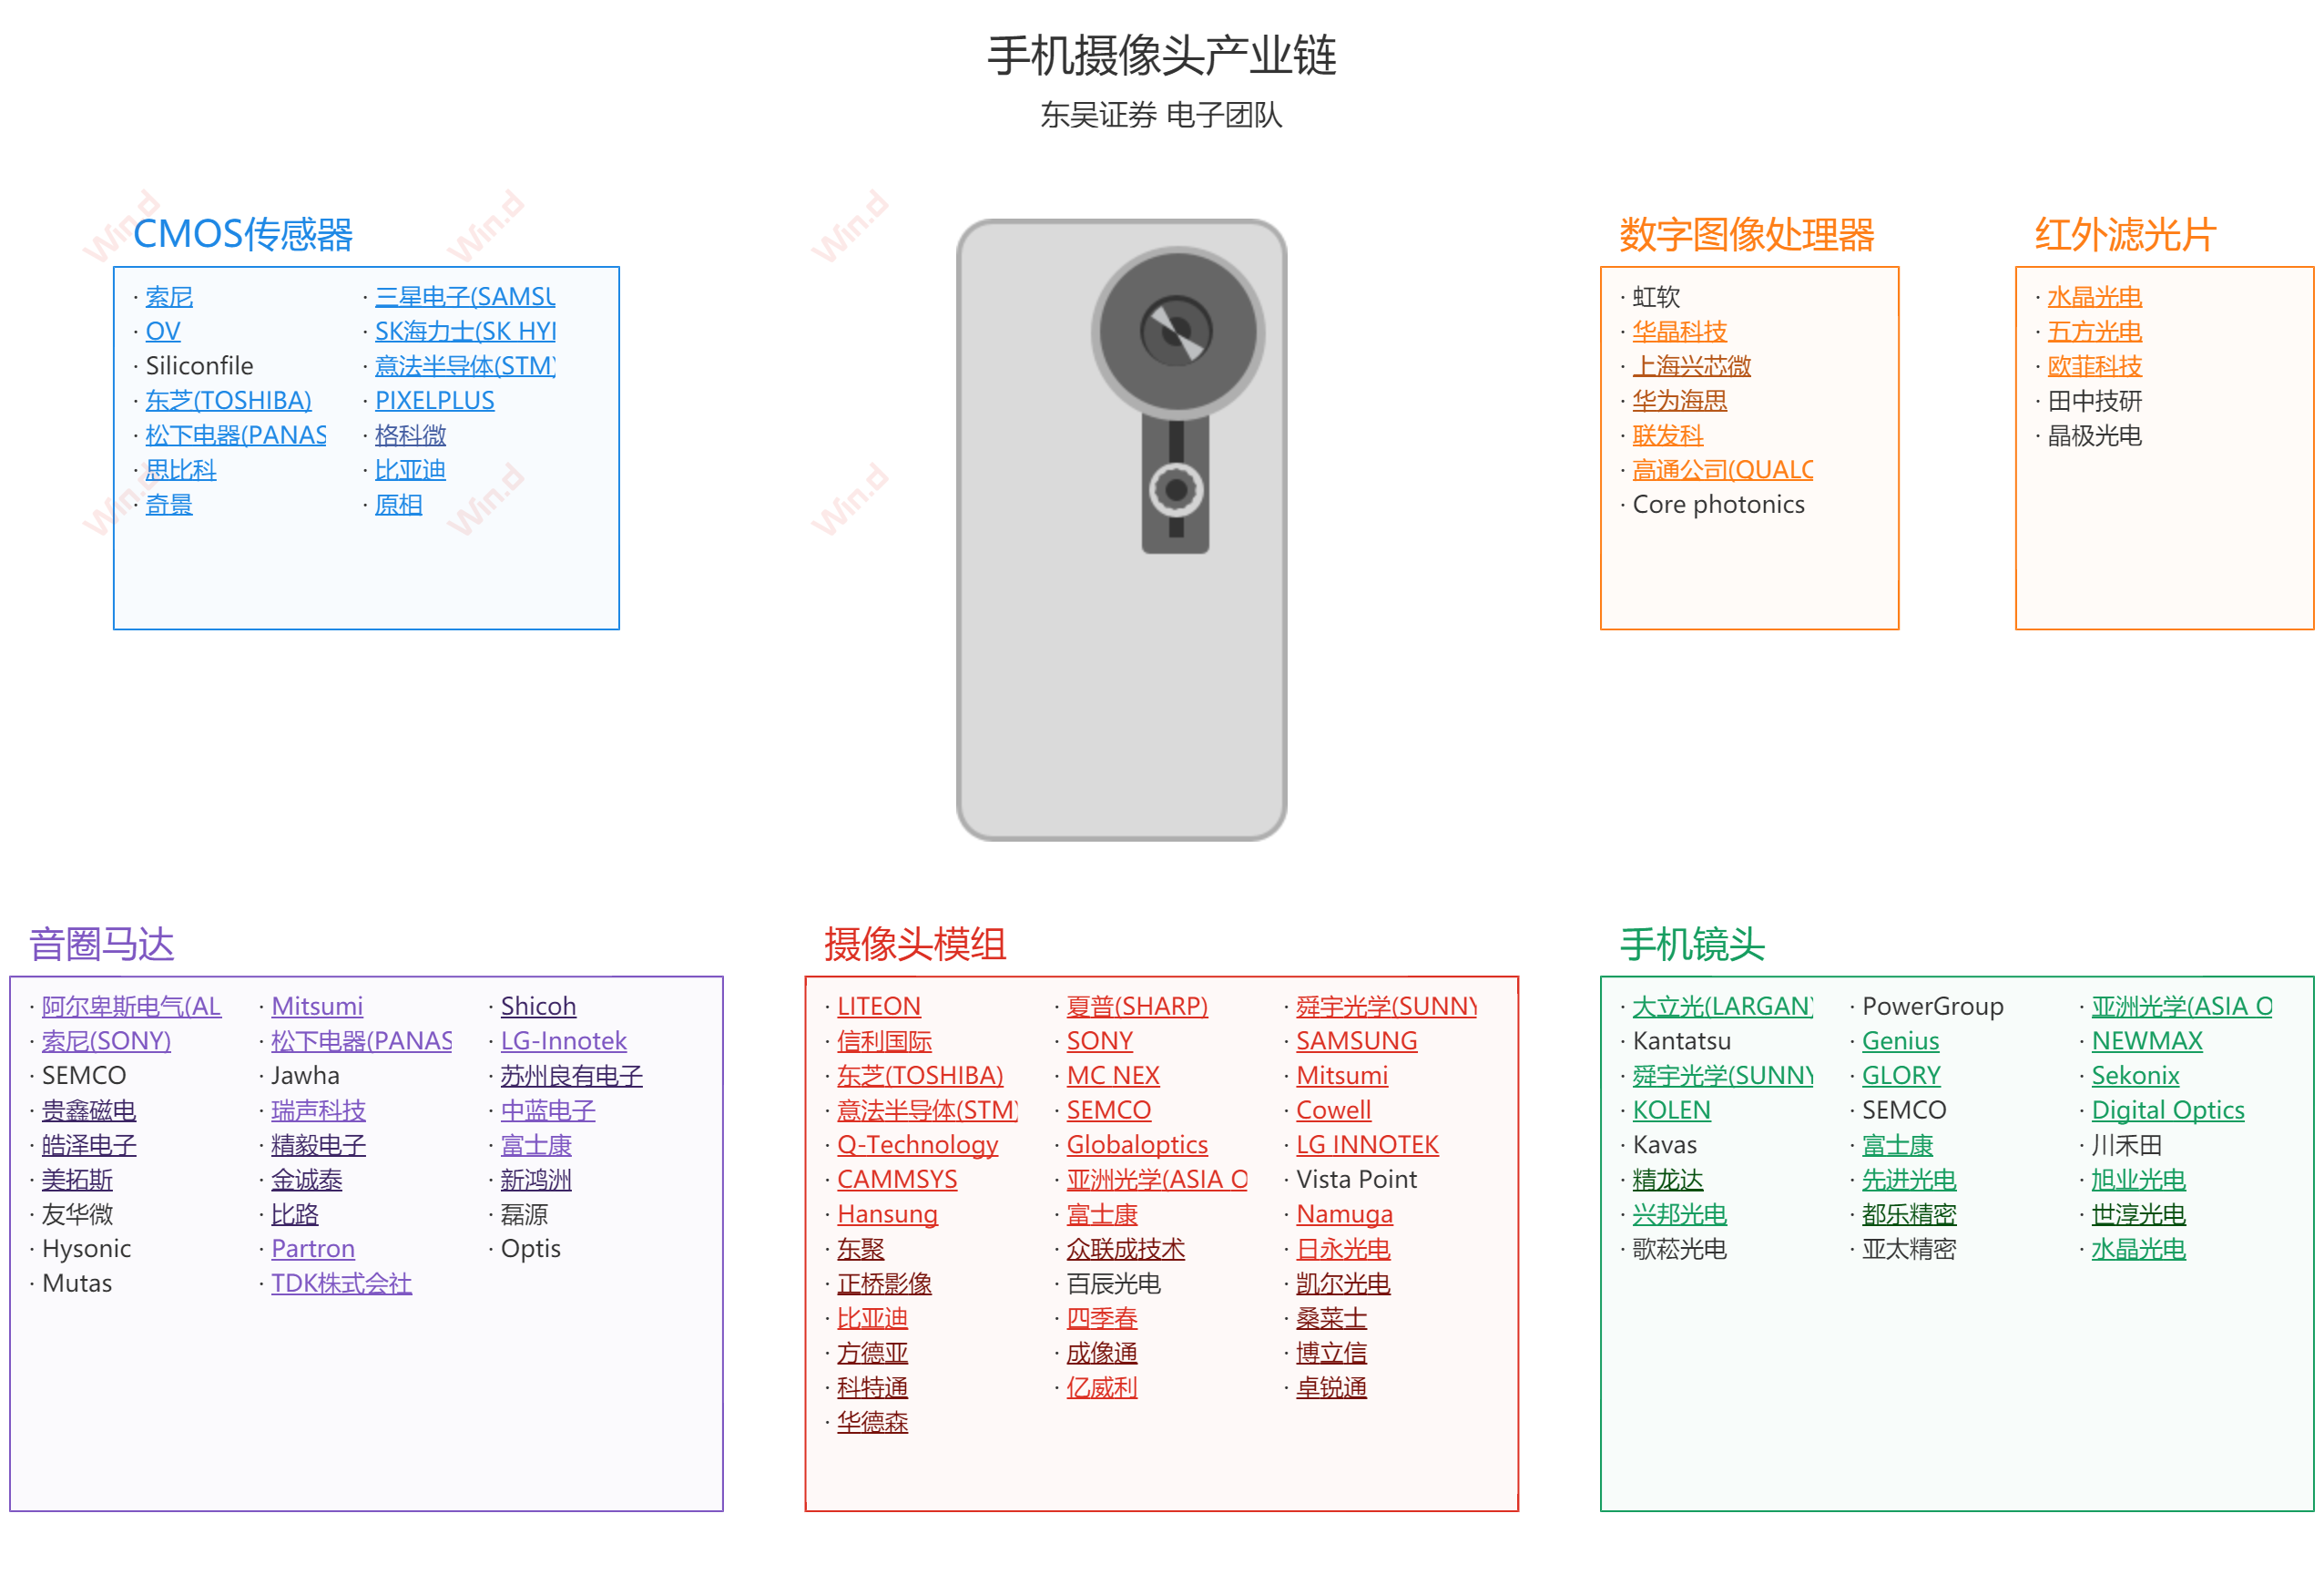 手机摄像头产业链
东吴证券 电子团队
CMOS传感器
· 索尼 · 三星电子(SAMSU
· OV · SK海力士(SK HYI
· Siliconfile · 意法半导体(STM)
· 东芝(TOSHIBA) · PIXELPLUS
· 松下电器(PANAS · 格科微
· 思比科 · 比亚迪
· 奇景 · 原相
数字图像处理器
· 虹软
· 华晶科技
· 上海兴芯微
· 华为海思
· 联发科
· 高通公司(QUALC
· Core photonics
红外滤光片
· 水晶光电
· 五方光电
· 欧菲科技
· 田中技研
· 晶极光电
音圈马达
· 阿尔卑斯电气(AL · Mitsumi · Shicoh
· 索尼(SONY) · 松下电器(PANAS · LG-Innotek
· SEMCO · Jawha · 苏州良有电子
· 贵鑫磁电 · 瑞声科技 · 中蓝电子
· 皓泽电子 · 精毅电子 · 富士康
· 美拓斯 · 金诚泰 · 新鸿洲
· 友华微 · 比路 · 磊源
· Hysonic · Partron · Optis
· Mutas · TDK株式会社
摄像头模组
· LITEON · 夏普(SHARP) · 舜宇光学(SUNNY
· 信利国际 · SONY · SAMSUNG
· 东芝(TOSHIBA) · MC NEX · Mitsumi
· 意法半导体(STM) · SEMCO · Cowell
· Q-Technology · Globaloptics · LG INNOTEK
· CAMMSYS · 亚洲光学(ASIA O · Vista Point
· Hansung · 富士康 · Namuga
· 东聚 · 众联成技术 · 日永光电
· 正桥影像 · 百辰光电 · 凯尔光电
· 比亚迪 · 四季春 · 桑菜士
· 方德亚 · 成像通 · 博立信
· 科特通 · 亿威利 · 卓锐通
· 华德森
手机镜头
· 大立光(LARGAN) · PowerGroup · 亚洲光学(ASIA O
· Kantatsu · Genius · NEWMAX
· 舜宇光学(SUNNY · GLORY · Sekonix
· KOLEN · SEMCO · Digital Optics
· Kavas · 富士康 · 川禾田
· 精龙达 · 先进光电 · 旭业光电
· 兴邦光电 · 都乐精密 · 世淳光电
· 歌菘光电 · 亚太精密 · 水晶光电
Win.d
Win.d
Win.d
Win.d
Win.d
Win.d